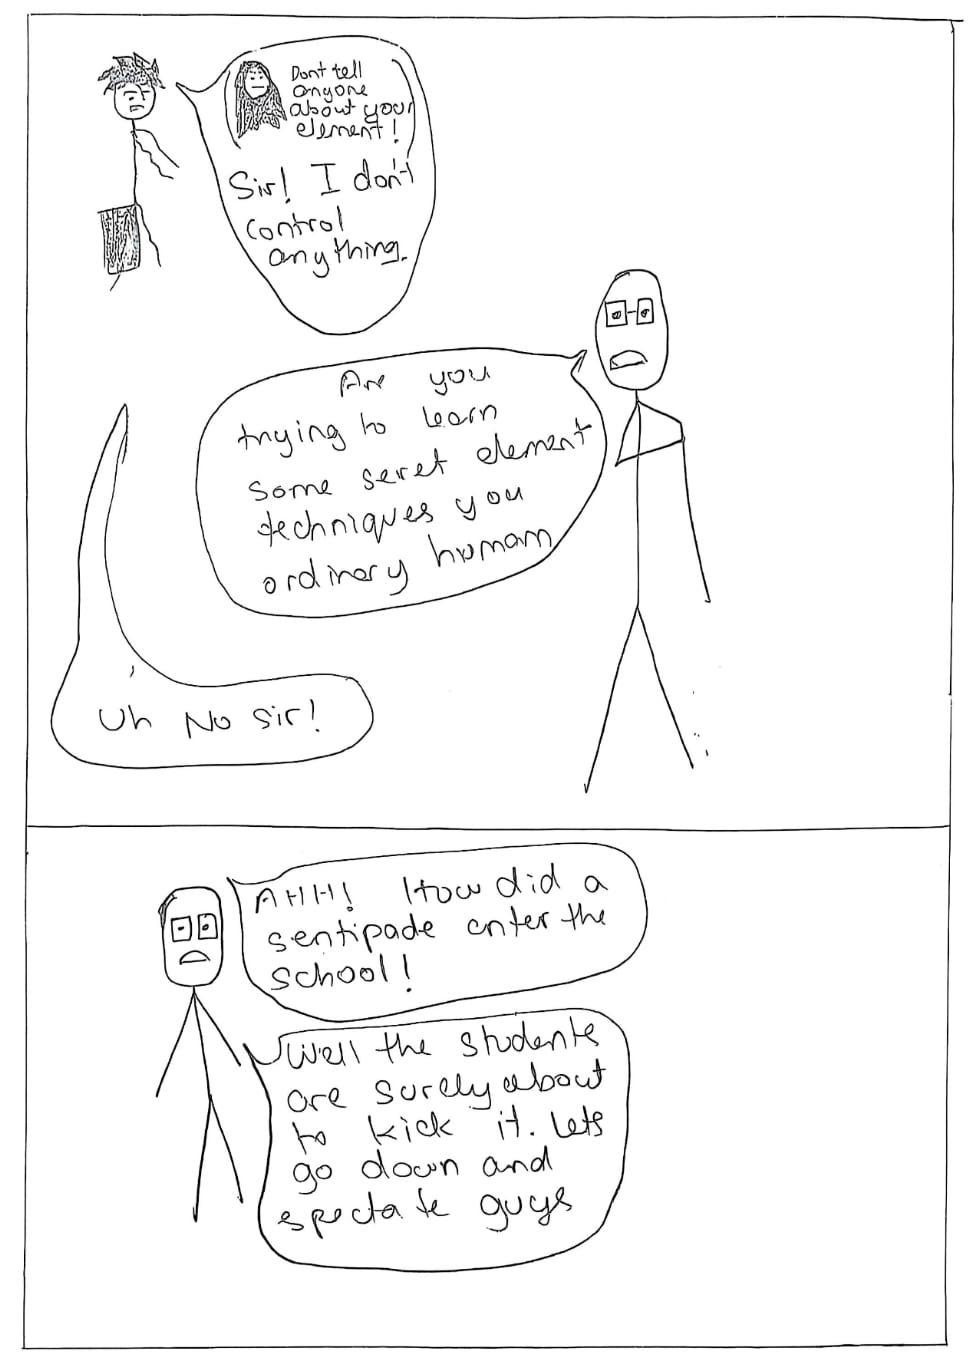 Dont tell
anyone
about your
element!
Sir! I don't
control
anything.
Are you
trying to learn
some seret element
techniques you
ordinary human
Uh No sir!
AHH! How did a
sentipade enter the
school!
Well the students
are surely about
to kick it. Lets
go down and
spectate guys